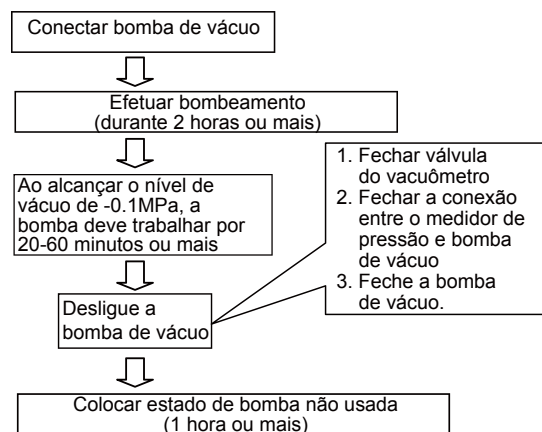 Conectar bomba de vácuo
Efetuar bombeamento
(durante 2 horas ou mais)
Ao alcançar o nível de
vácuo de -0.1MPa, a
bomba deve trabalhar por
20-60 minutos ou mais
Desligue a
bomba de vácuo
1. Fechar válvula
do vacuômetro
2. Fechar a conexão
entre o medidor de
pressão e bomba
de vácuo
3. Feche a bomba
de vácuo.
Colocar estado de bomba não usada
(1 hora ou mais)